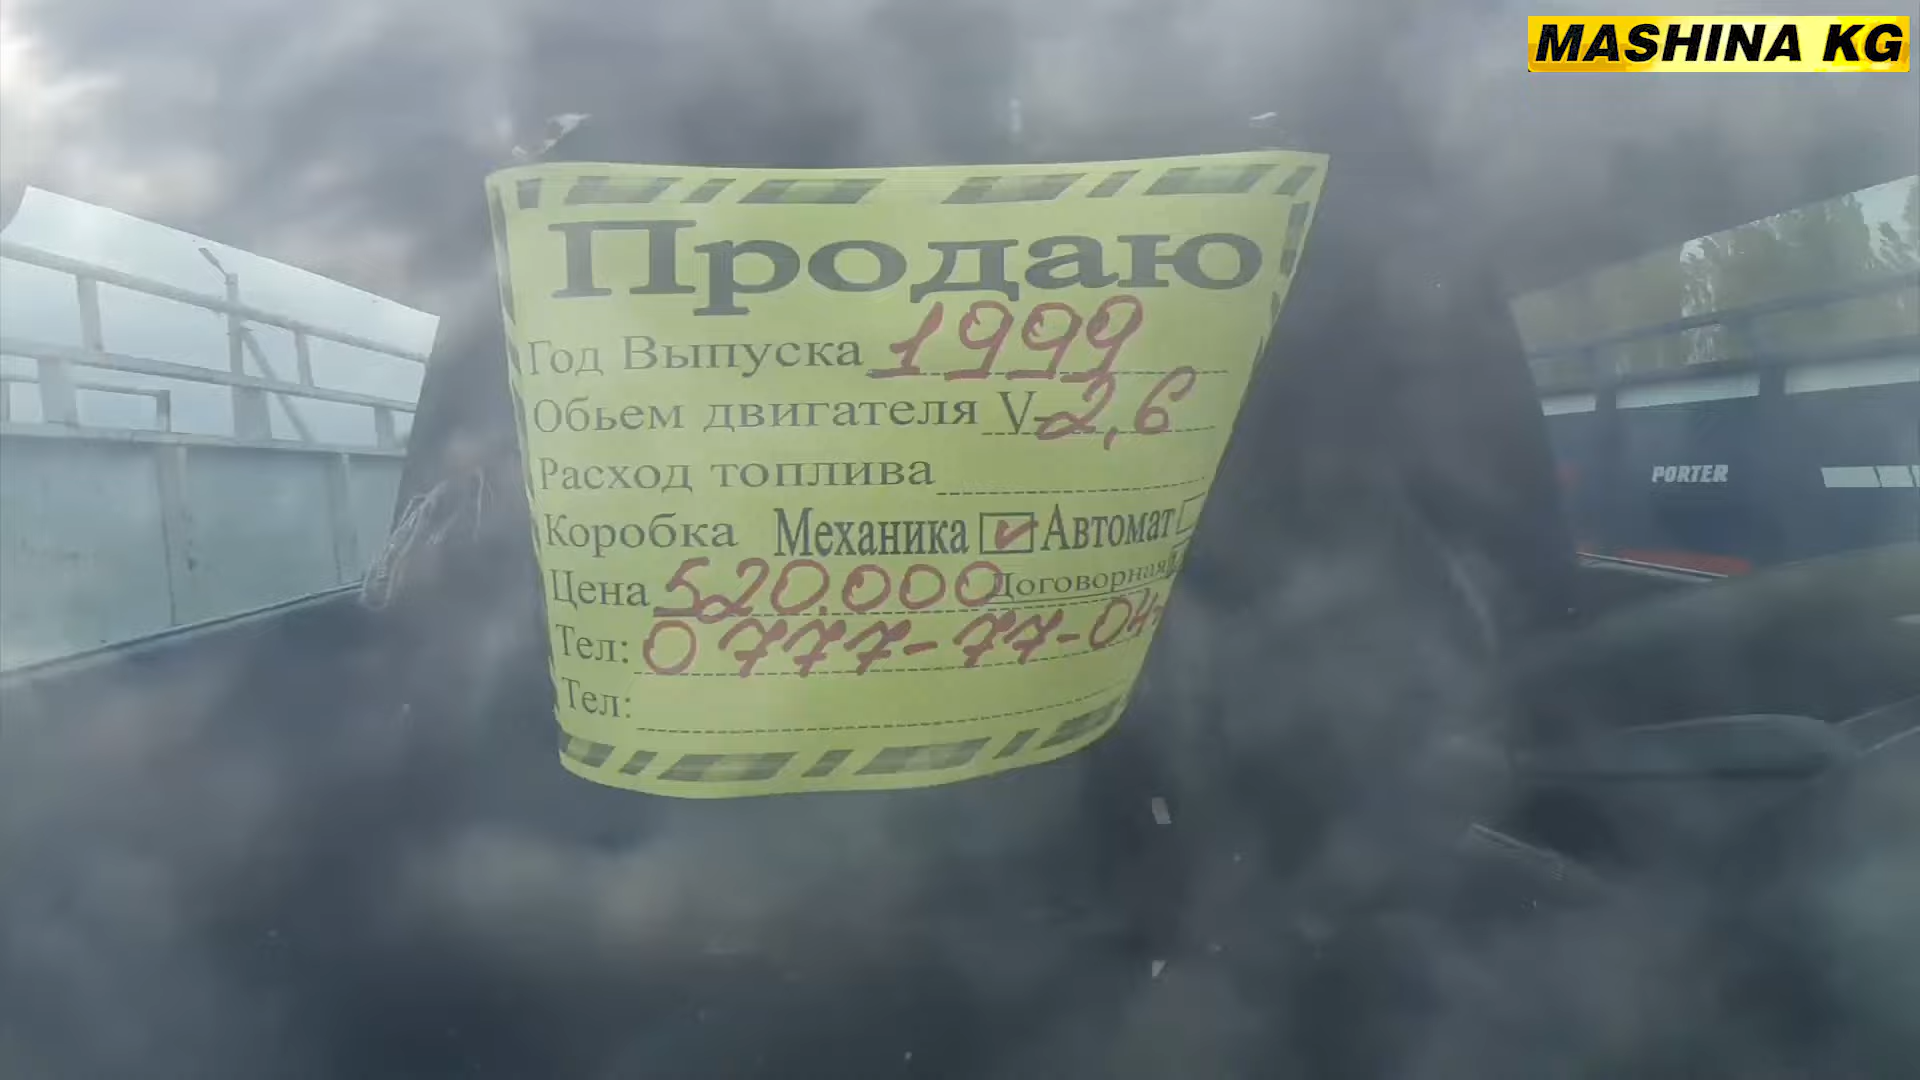 MASHINA KG
Продаю
Год Выпуска 1999
Обьем двигателя V-2,6
Расход топлива
Коробка Механика Автомат
Цена 520.000 Договорная
Тел: 0777-77-04-
Тел:
PORTER